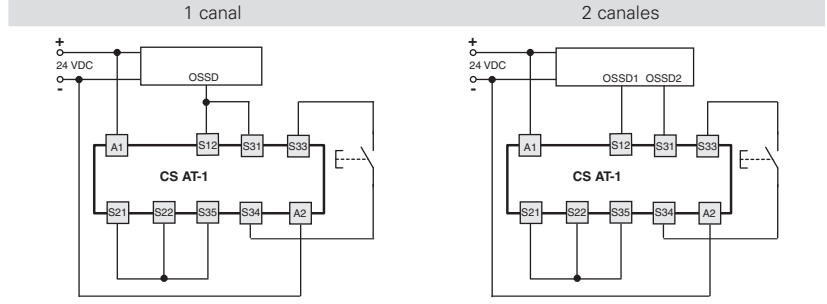 1 canal
2 canales
+
24 VDC
-
OSSD
A1 S12 S31 S33
CS AT-1
S21 S22 S35 S34 A2
+
24 VDC
-
OSSD1 OSSD2
A1 S12 S31 S33
CS AT-1
S21 S22 S35 S34 A2